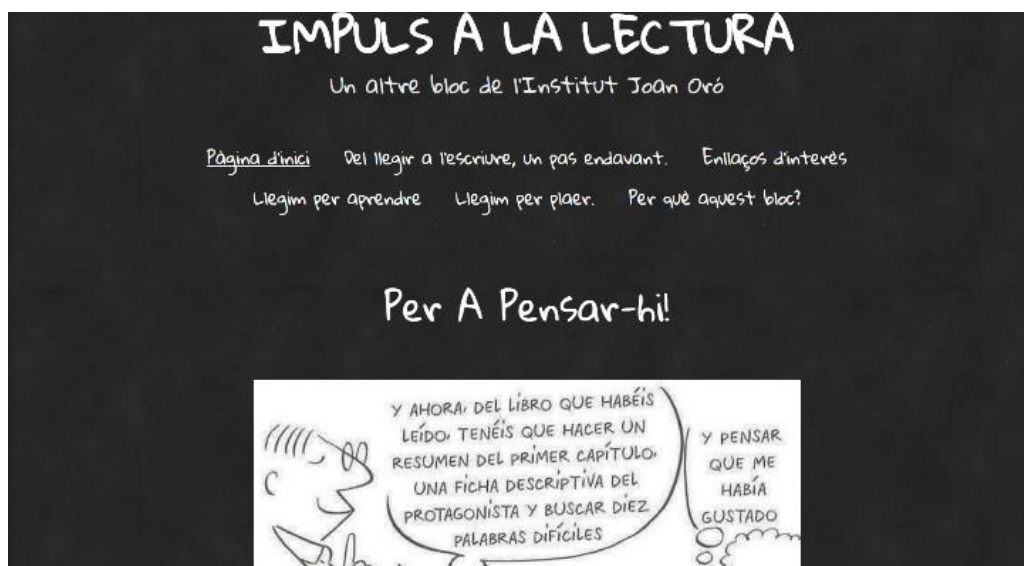 IMPULS A LA LECTURA
Un altre bloc de l'Institut Joan Oró
Pàgina d'inici Del llegir a l'escriure, un pas endavant. Enllaços d'interès
Llegim per aprendre Llegim per plaer. Per què aquest bloc?
Per A Pensar-hi!
Y AHORA, DEL LIBRO QUE HABÉIS
LEÍDO, TENÉIS QUE HACER UN
RESUMEN DEL PRIMER CAPÍTULO,
UNA FICHA DESCRIPTIVA DEL
PROTAGONISTA Y BUSCAR DIEZ
PALABRAS DIFÍCILES
Y PENSAR
QUE ME
HABÍA
GUSTADO